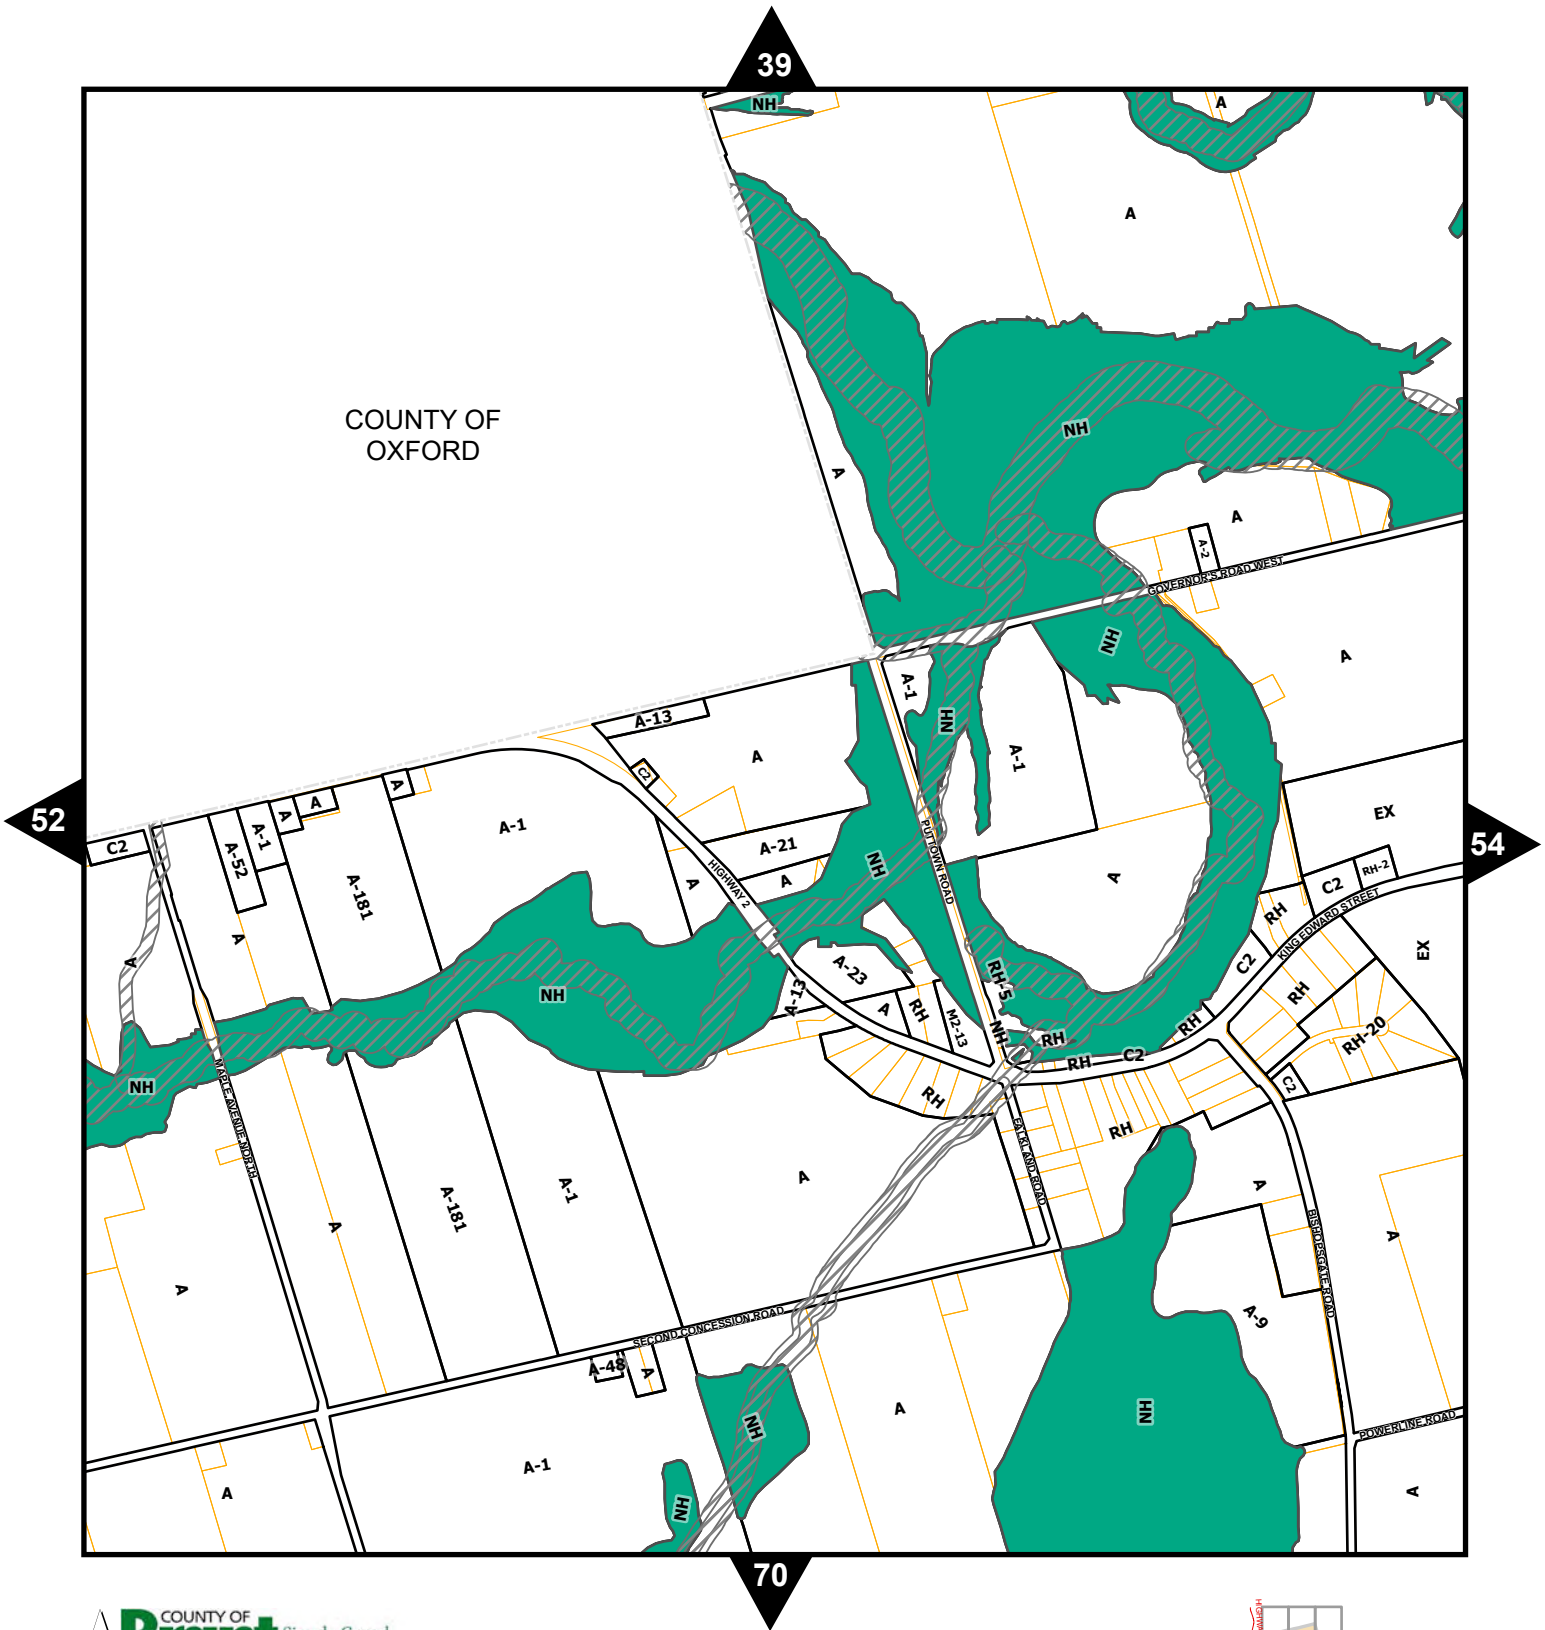 39
NH
A
A
COUNTY OF
OXFORD
NH
A
A
A-2
GOVERNOR'S ROAD WEST
NH
A
A-1
A-13
NH
A
A-1
C2
52
C2
A-52
A-1
A
A
A
A-1
A-181
A
A
A-21
A
A
HIGHWAY 2
NH
PUTTOWN ROAD
A
EX
54
C2
RH-2
KING EDWARD STREET
RH
EX
C2
RH
RH-20
RH
C2
NH
A-23
A-13
A
RH
M2-13
RH-5
NH
RH
RH
C2
RH
RH
NH
MAPLE AVENUE NORTH
FALKLAND ROAD
A
A-181
A-1
A
A
A
BISHOPSGATE ROAD
A
A-9
SECOND CONCESSION ROAD
A-48
A
A
NH
NH
POWERLINE ROAD
A
A-1
NH
A
70
COUNTY OF